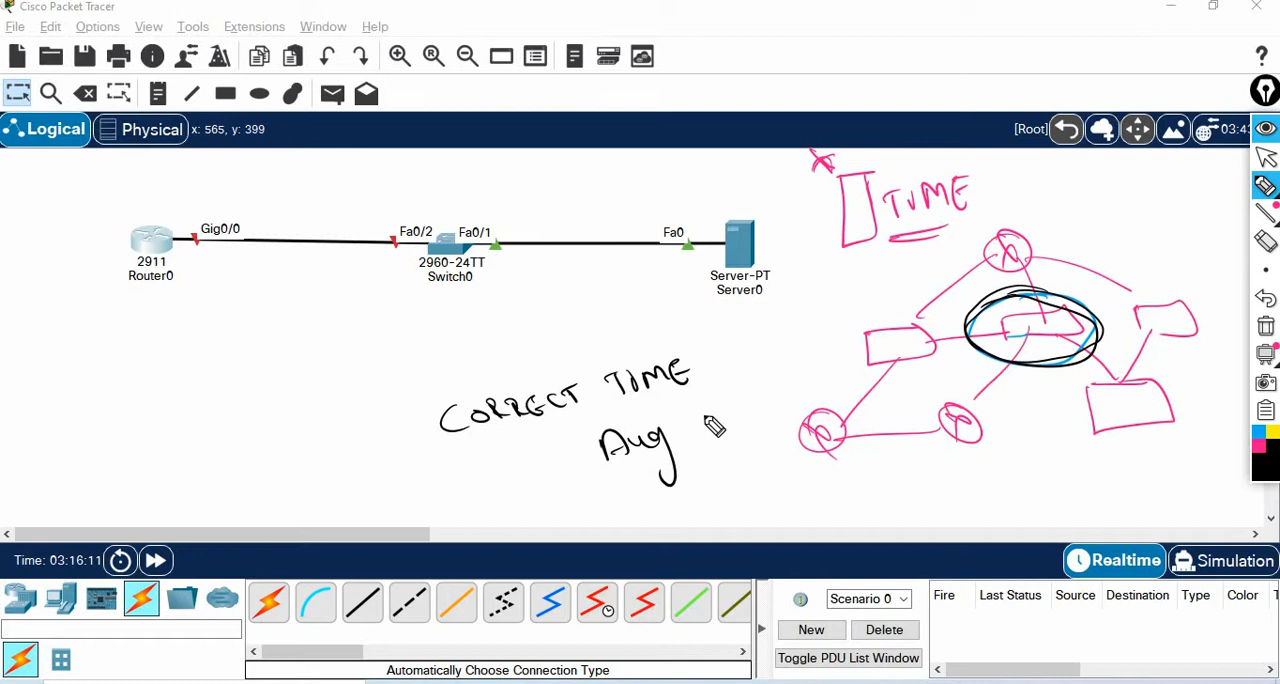 Cisco Packet Tracer
File Edit Options View Tools Extensions Window Help
Logical Physical x: 565, y: 399 [Root] 03:42
TIME
Gig0/0 Fa0/2 Fa0/1 Fa0
2911 2960-24TT Server-PT
Router0 Switch0 Server0
CORRECT TIME
Aug
Time: 03:16:11 Realtime Simulation
Scenario 0 Fire Last Status Source Destination Type Color
New Delete
Toggle PDU List Window
Automatically Choose Connection Type